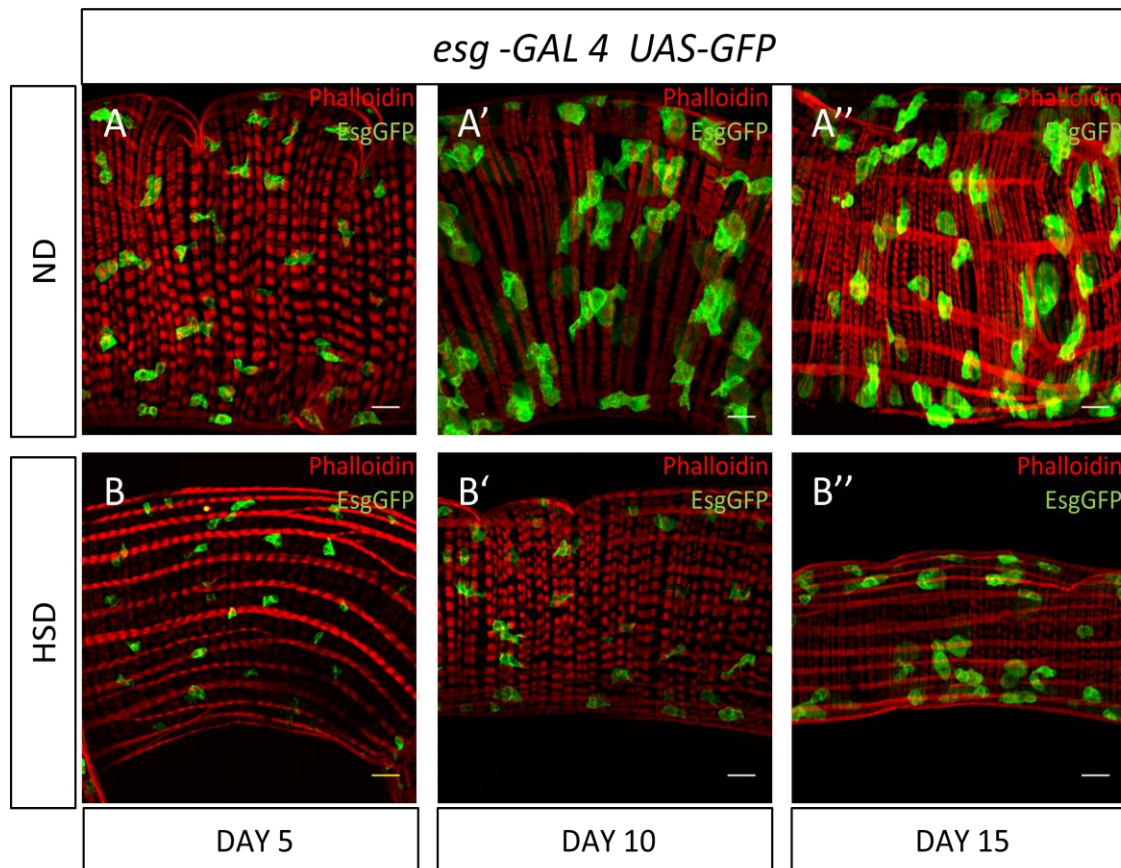 esg -GAL 4 UAS-GFP
ND
A
Phalloidin
EsgGFP
A’
Phalloidin
EsgGFP
A’’
Phalloidin
EsgGFP
HSD
B
Phalloidin
EsgGFP
B‘
Phalloidin
EsgGFP
B’’
Phalloidin
EsgGFP
DAY 5
DAY 10
DAY 15